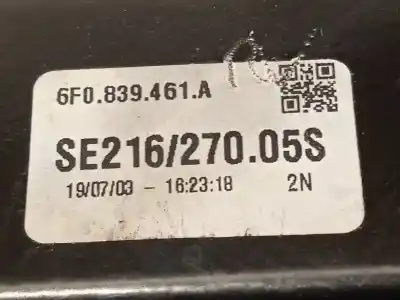 6F0.839.461.A
SE216/270.05S
19/07/03 - 16:23:18 2N